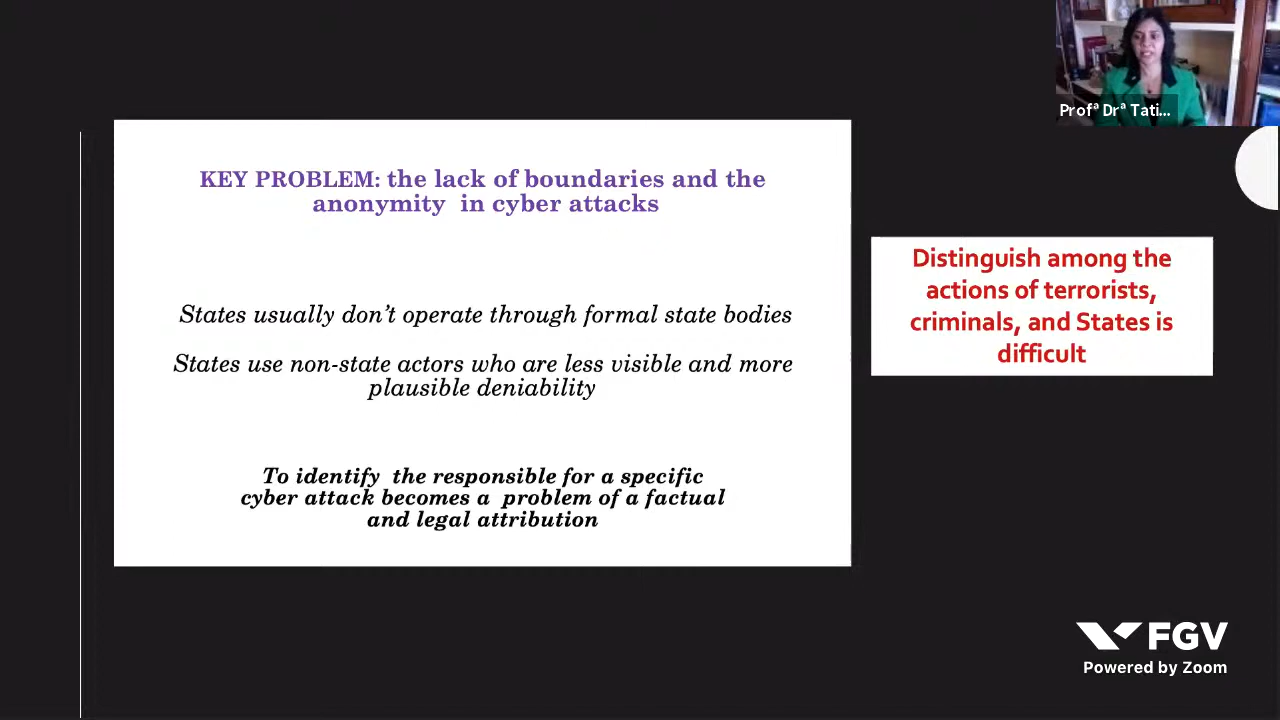 Profª Drª Tati...
KEY PROBLEM: the lack of boundaries and the
anonymity in cyber attacks
States usually don't operate through formal state bodies
States use non-state actors who are less visible and more
plausible deniability
To identify the responsible for a specific
cyber attack becomes a problem of a factual
and legal attribution
Distinguish among the
actions of terrorists,
criminals, and States is
difficult
FGV
Powered by Zoom